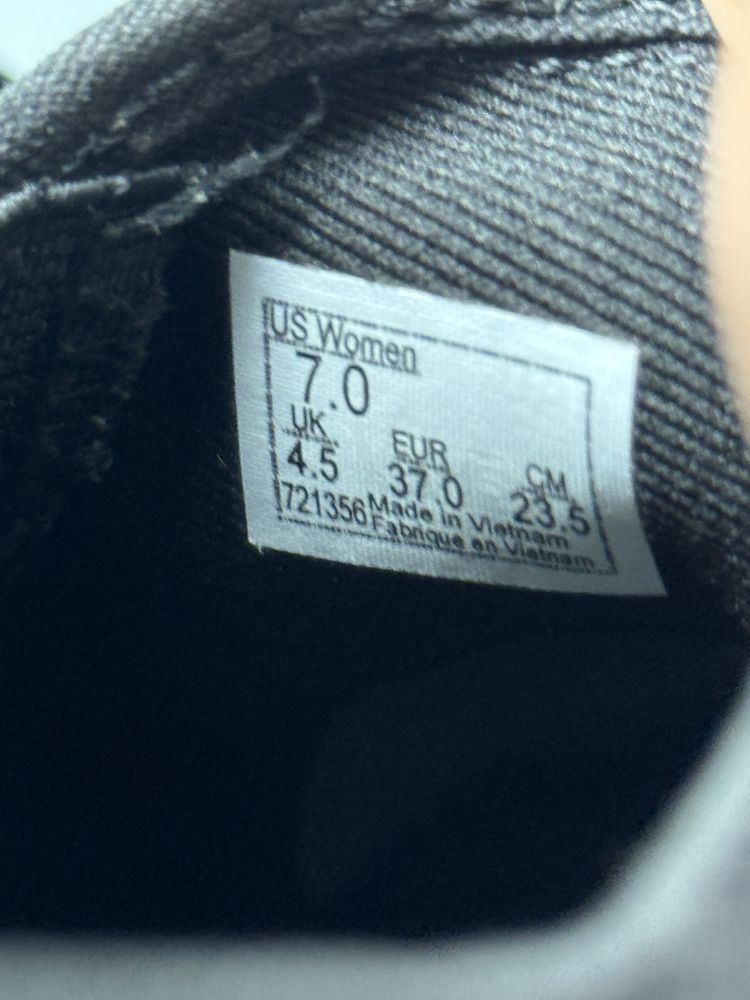 US Women
7.0
UK EUR CM
4.5 37.0 23.5
721356 Made in Vietnam
Fabrique en Vietnam